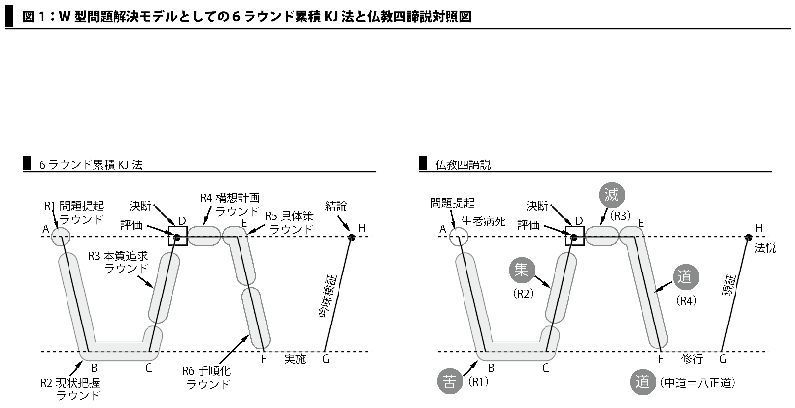 図1：W型問題解決モデルとしての6ラウンド累積KJ法と仏教四諦説対照図
6ラウンド累積KJ法
R1 問題提起
ラウンド
A
決断
評価
D
R4 構想計画
ラウンド
E
R5 具体策
ラウンド
結論
H
R3 本質追求
ラウンド
吟味検証
B
C
R2 現状把握
ラウンド
R6 手順化
ラウンド
F
実施
G
仏教四諦説
問題提起
A
生老病死
決断
評価
D
滅
(R3)
E
H
法悦
集
(R2)
道
(R4)
験証
B
C
F
修行
G
苦
(R1)
道
(中道＝八正道)